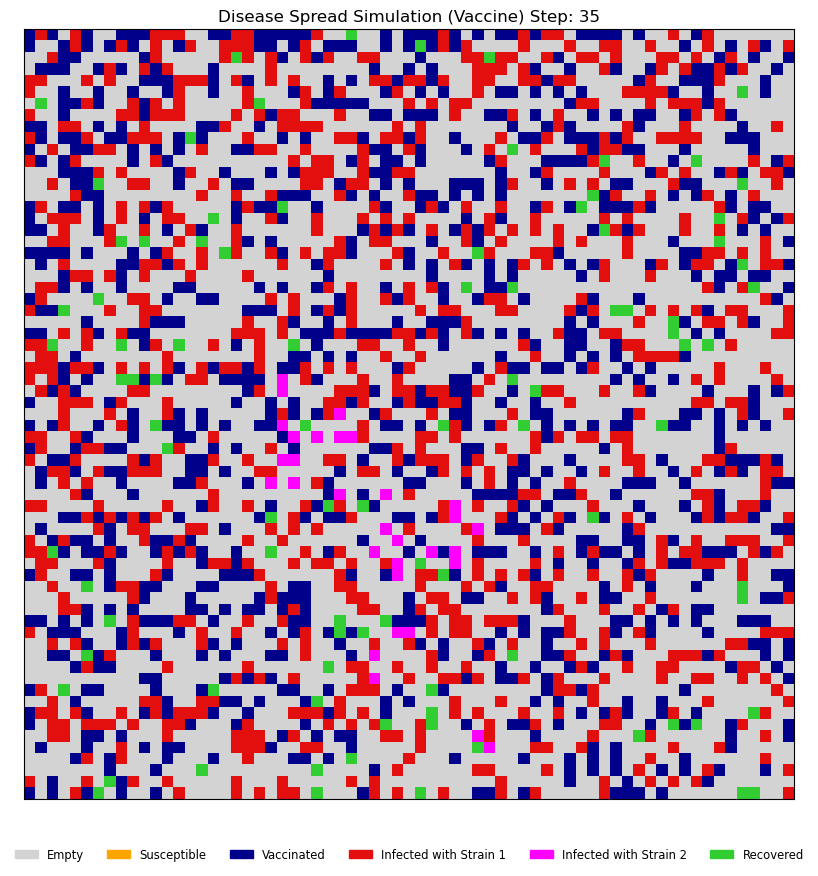 Disease Spread Simulation (Vaccine) Step: 35
Empty Susceptible Vaccinated Infected with Strain 1 Infected with Strain 2 Recovered